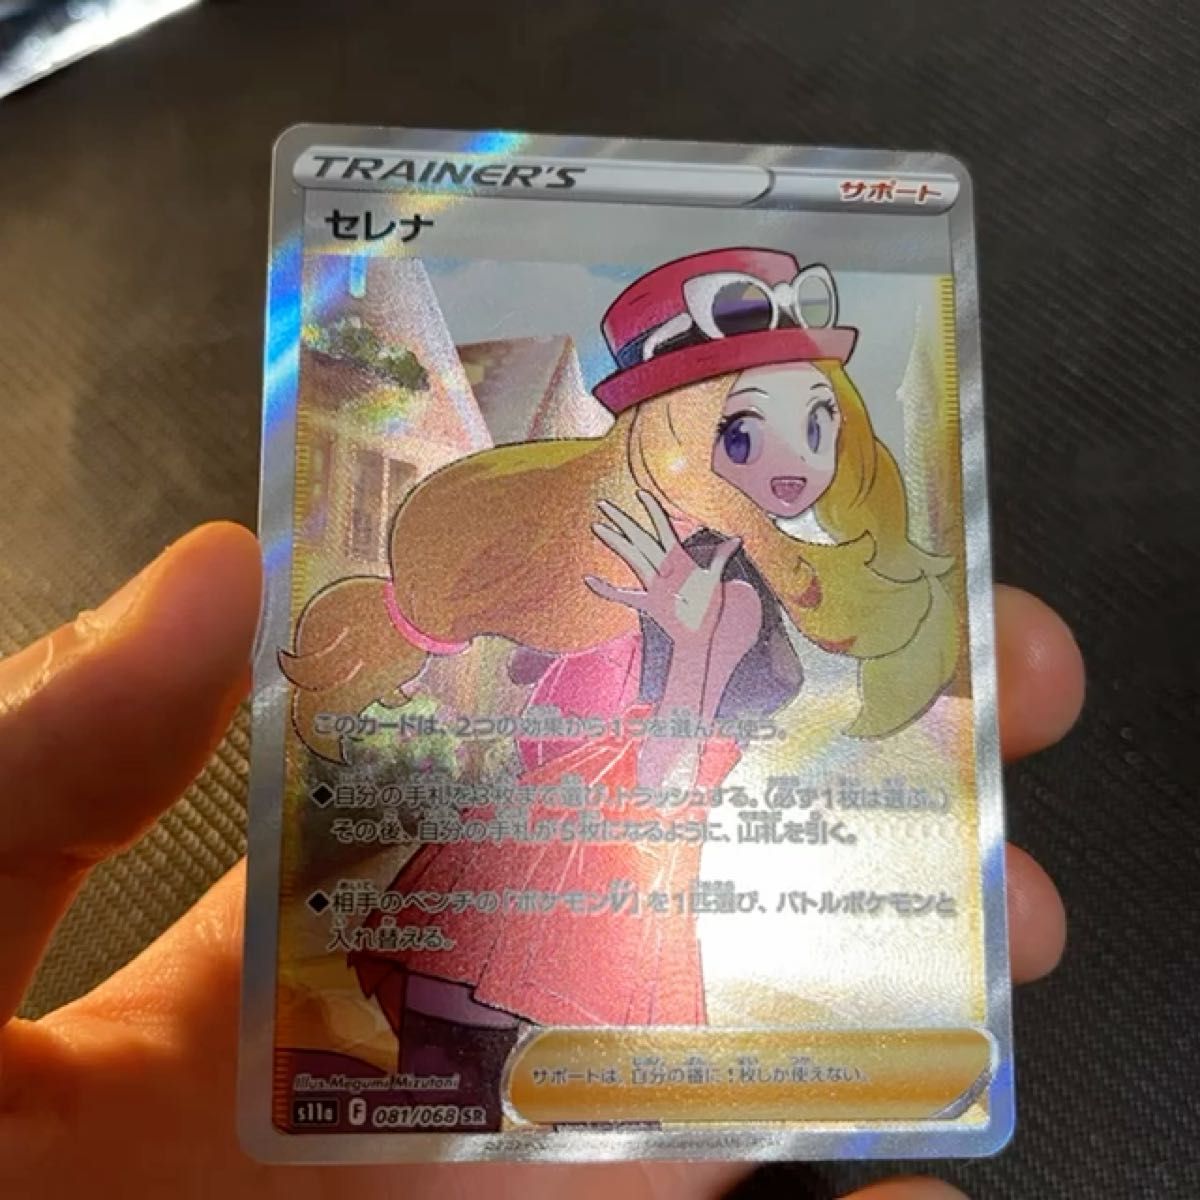 TRAINER'S
サポート
セレナ
このカードは、2つの効果から1つを選んで使う。
◆自分の手札を3枚まで選び、トラッシュする。(必ず1枚は選ぶ。)
その後、自分の手札が5枚になるように、山札を引く。
◆相手のベンチの「ポケモンV」を1匹選び、バトルポケモンと
入れ替える。
サポートは、自分の番に1枚しか使えない。
Illus. Megumi Mizutani
s11a F 081/068 SR